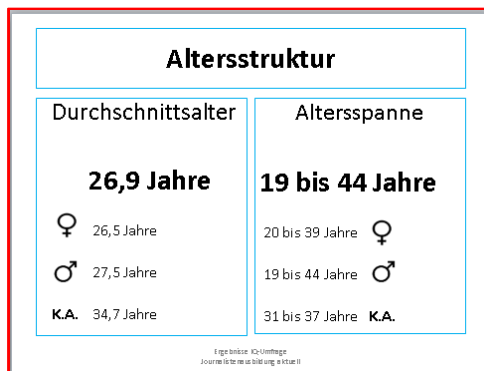 Altersstruktur
Durchschnittsalter
26,9 Jahre
♀ 26,5 Jahre
♂ 27,5 Jahre
K.A. 34,7 Jahre
Altersspanne
19 bis 44 Jahre
20 bis 39 Jahre ♀
19 bis 44 Jahre ♂
31 bis 37 Jahre K.A.
Ergebnisse IQ-Umfrage
Journalistenausbildung aktuell